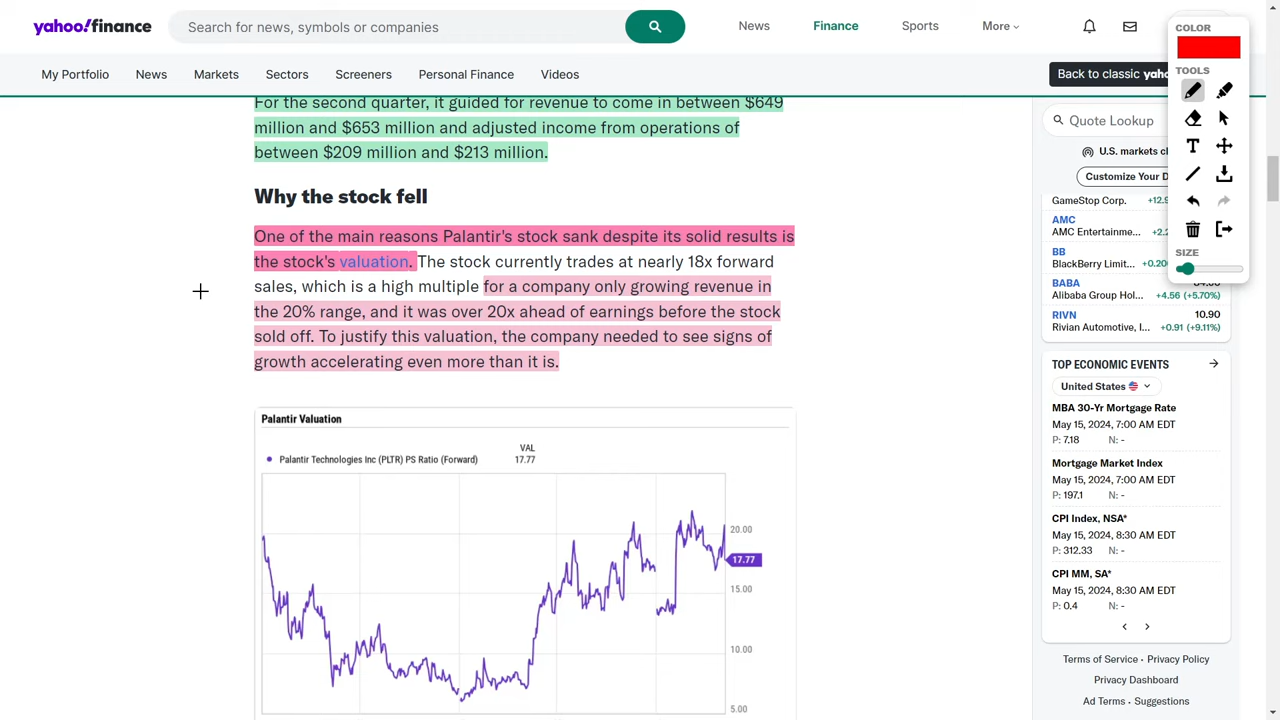 yahoo!finance
Search for news, symbols or companies
News
Finance
Sports
More
COLOR
My Portfolio
News
Markets
Sectors
Screeners
Personal Finance
Videos
Back to classic
TOOLS
For the second quarter, it guided for revenue to come in between $649
million and $653 million and adjusted income from operations of
between $209 million and $213 million.
Why the stock fell
One of the main reasons Palantir's stock sank despite its solid results is
the stock's valuation. The stock currently trades at nearly 18x forward
sales, which is a high multiple for a company only growing revenue in
the 20% range, and it was over 20x ahead of earnings before the stock
sold off. To justify this valuation, the company needed to see signs of
growth accelerating even more than it is.
Palantir Valuation
VAL
Palantir Technologies Inc (PLTR) PS Ratio (Forward) 17.77
20.00
17.77
15.00
10.00
5.00
T
SIZE
Quote Lookup
U.S. markets
Customize Your
GameStop Corp.
AMC
AMC Entertainme...
BB
BlackBerry Limit...
BABA
Alibaba Group Hol... +4.56 (+5.70%)
RIVN 10.90
Rivian Automotive, I... +0.91 (+9.11%)
TOP ECONOMIC EVENTS
United States
MBA 30-Yr Mortgage Rate
May 15, 2024, 7:00 AM EDT
P: 7.18 N: -
Mortgage Market Index
May 15, 2024, 7:00 AM EDT
P: 197.1 N: -
CPI Index, NSA*
May 15, 2024, 8:30 AM EDT
P: 312.33 N: -
CPI MM, SA*
May 15, 2024, 8:30 AM EDT
P: 0.4 N: -
Terms of Service • Privacy Policy
Privacy Dashboard
Ad Terms • Suggestions